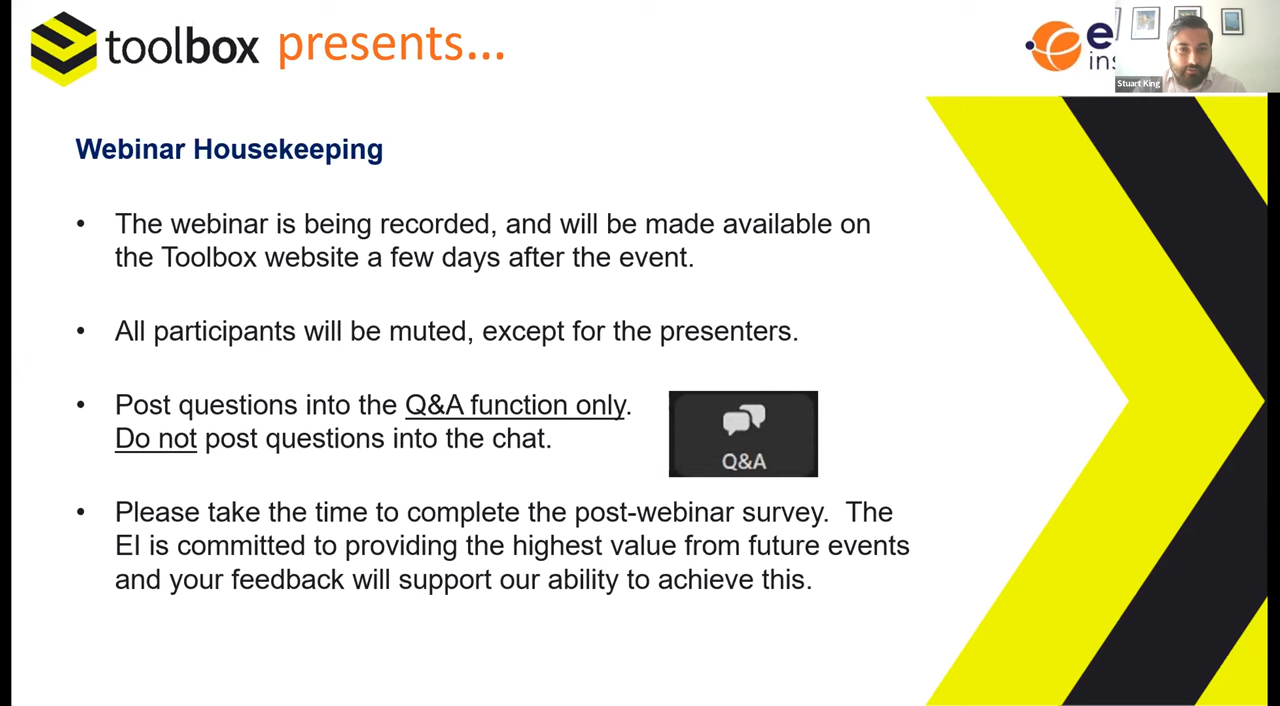 toolbox presents...
e
ins
Stuart King
Webinar Housekeeping
• The webinar is being recorded, and will be made available on
the Toolbox website a few days after the event.
• All participants will be muted, except for the presenters.
• Post questions into the Q&A function only.
Do not post questions into the chat.
Q&A
• Please take the time to complete the post-webinar survey. The
EI is committed to providing the highest value from future events
and your feedback will support our ability to achieve this.